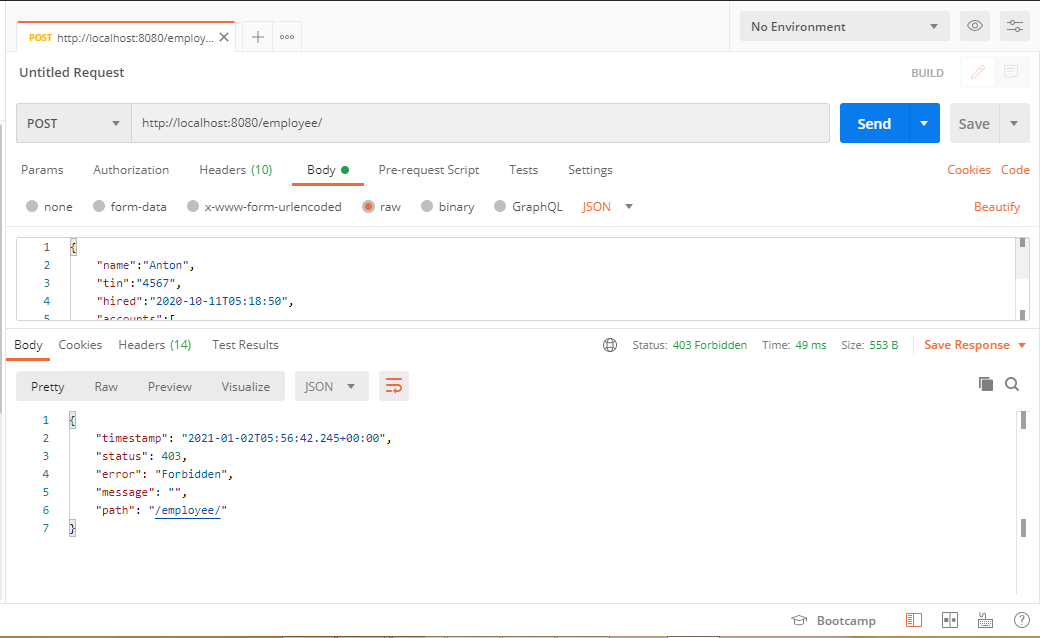 POST http://localhost:8080/employ...
No Environment
Untitled Request
BUILD
POST http://localhost:8080/employee/ Send Save
Params Authorization Headers (10) Body Pre-request Script Tests Settings Cookies Code
none form-data x-www-form-urlencoded raw binary GraphQL JSON Beautify
1 {
2 "name":"Anton",
3 "tin":"4567",
4 "hired":"2020-10-11T05:18:50",
5 "accounts":[
Body Cookies Headers (14) Test Results Status: 403 Forbidden Time: 49 ms Size: 553 B Save Response
Pretty Raw Preview Visualize JSON
1 {
2 "timestamp": "2021-01-02T05:56:42.245+00:00",
3 "status": 403,
4 "error": "Forbidden",
5 "message": "",
6 "path": "/employee/"
7 }
Bootcamp